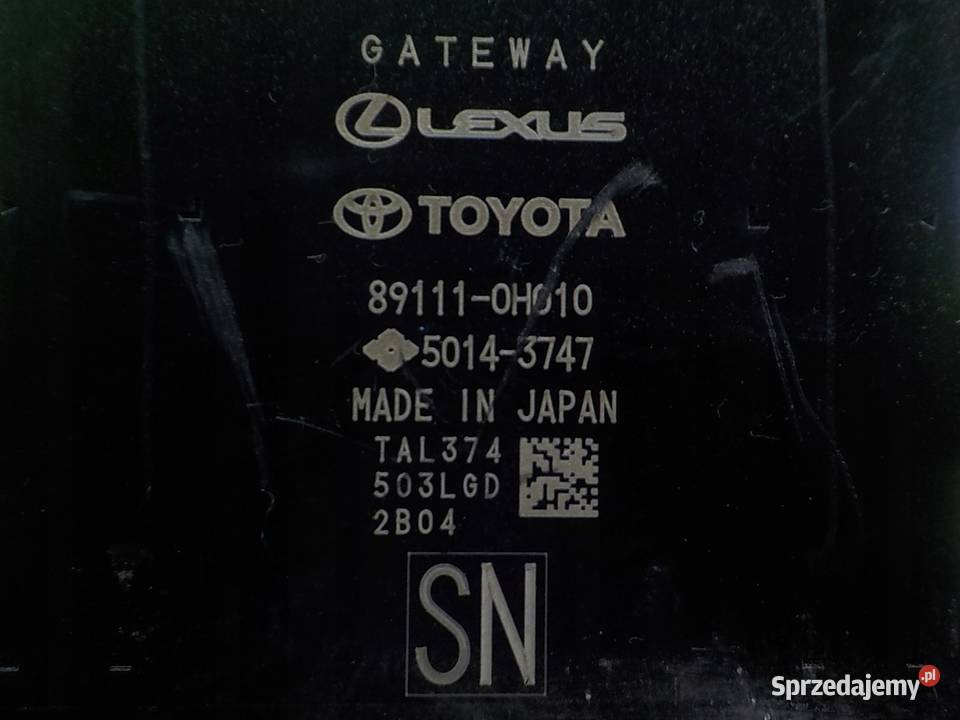 GATEWAY
LEXUS
TOYOTA
89111-0H010
5014-3747
MADE IN JAPAN
TAL374
503LGD
2B04
SN
Sprzedajemy.pl